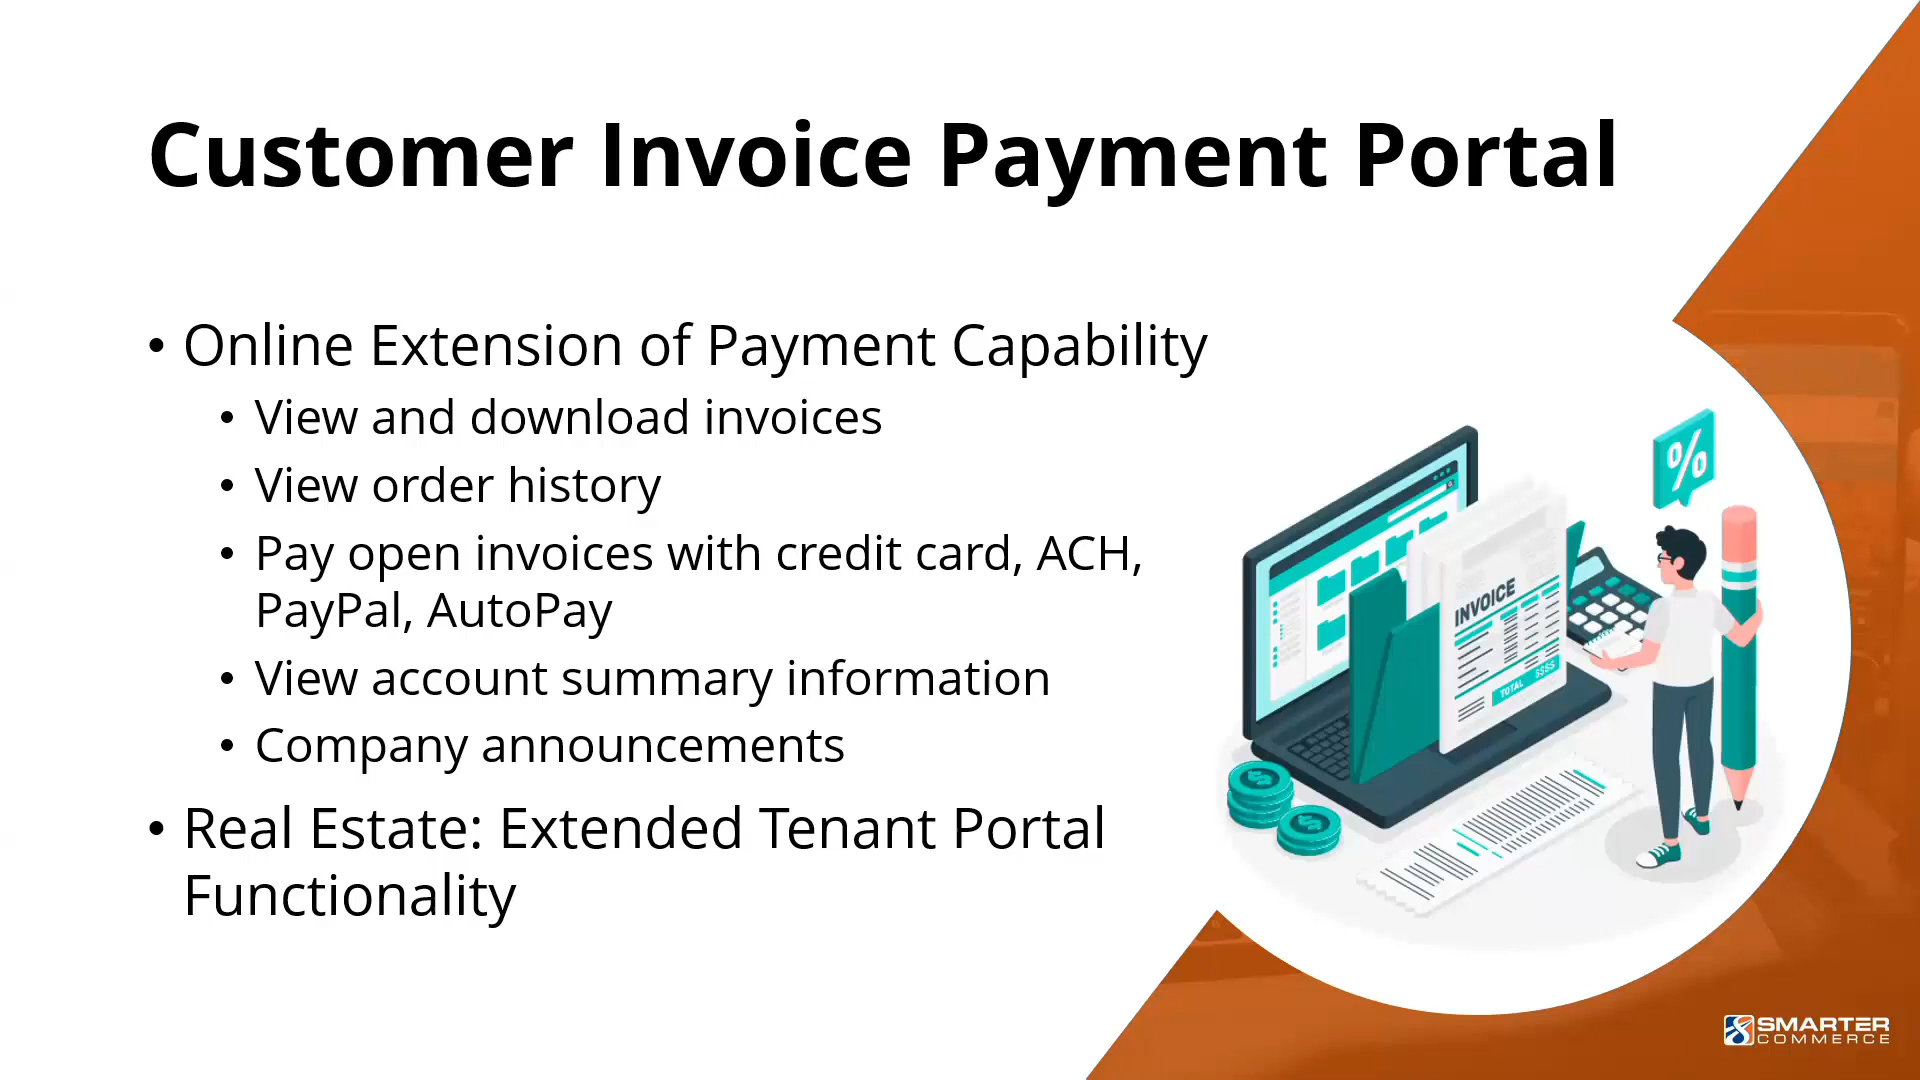 Customer Invoice Payment Portal
• Online Extension of Payment Capability
• View and download invoices
• View order history
• Pay open invoices with credit card, ACH,
PayPal, AutoPay
• View account summary information
• Company announcements
• Real Estate: Extended Tenant Portal
Functionality
%
INVOICE
TOTAL $$$$
SMARTER
COMMERCE